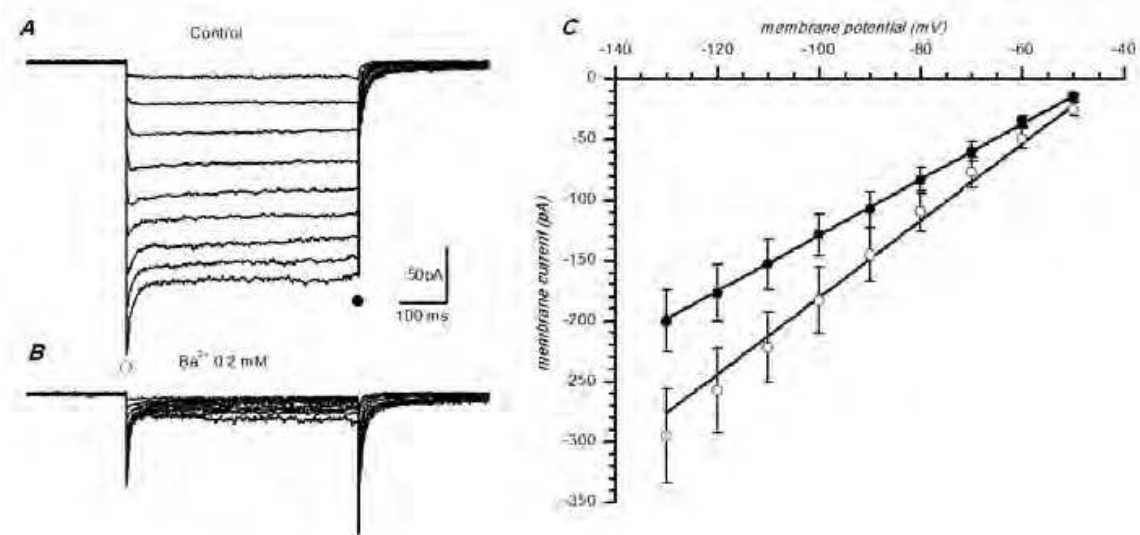 A
Control
50pA
100 ms
B
Ba²⁺ 0.2 mM
C
membrane potential (mV)
-140 -120 -100 -80 -60 -40
0
-50
-100
-150
-200
-250
-300
-350
membrane current (pA)